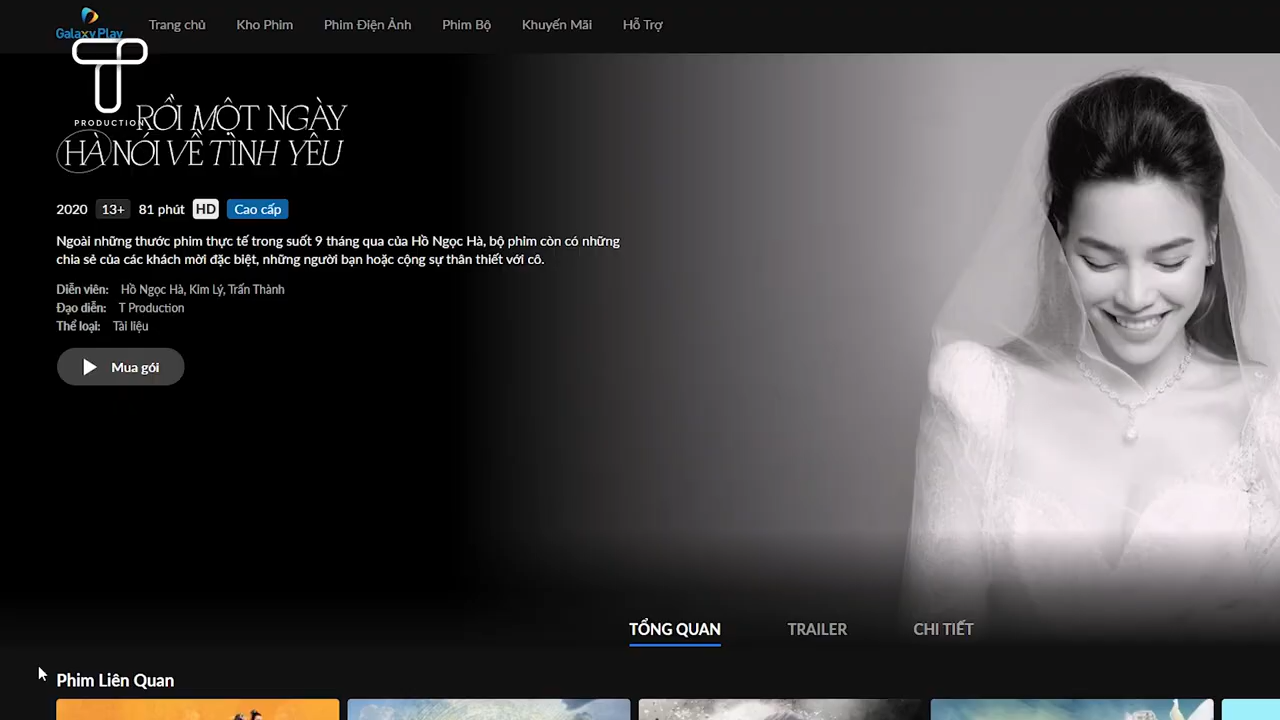 Galaxy Play
Trang chủ
Kho Phim
Phim Điện Ảnh
Phim Bộ
Khuyến Mãi
Hỗ Trợ
T
PRODUCTION
RỒI MỘT NGÀY
HÀ NÓI VỀ TÌNH YÊU
2020 13+ 81 phút HD Cao cấp
Ngoài những thước phim thực tế trong suốt 9 tháng qua của Hồ Ngọc Hà, bộ phim còn có những
chia sẻ của các khách mời đặc biệt, những người bạn hoặc cộng sự thân thiết với cô.
Diễn viên: Hồ Ngọc Hà, Kim Lý, Trấn Thành
Đạo diễn: T Production
Thể loại: Tài liệu
Mua gói
TỔNG QUAN
TRAILER
CHI TIẾT
Phim Liên Quan